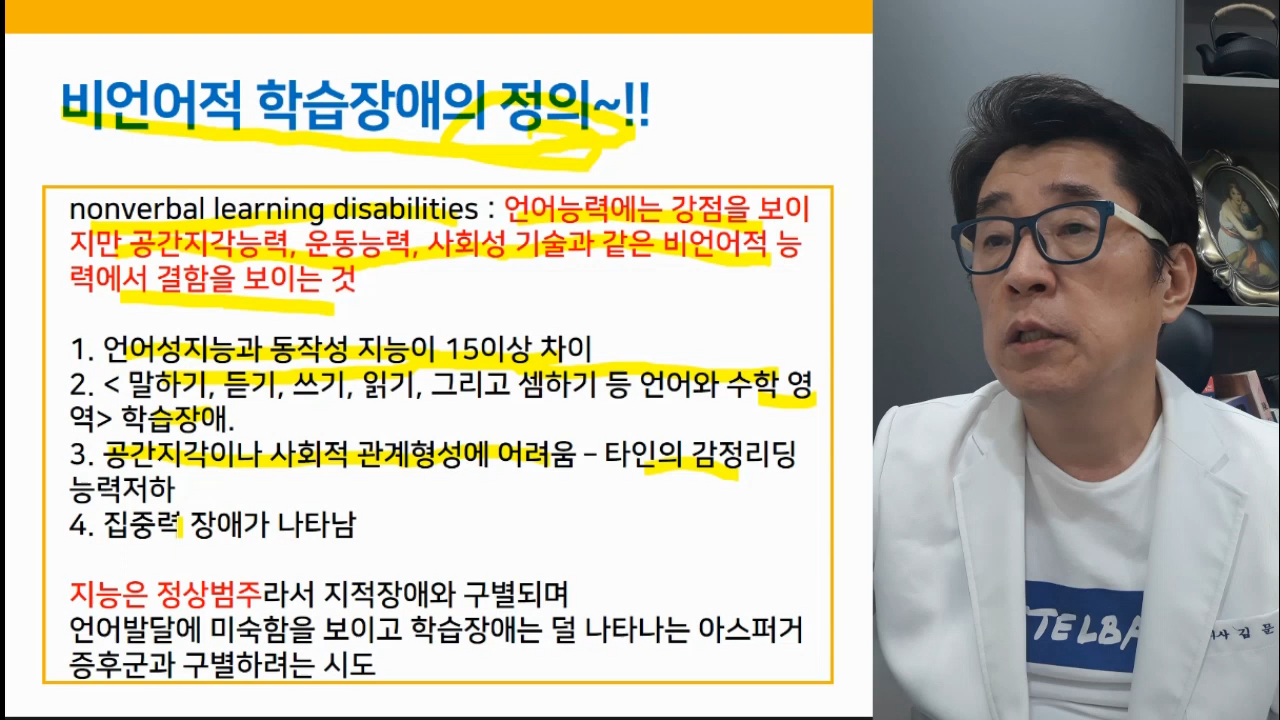 비언어적 학습장애의 정의~!!
nonverbal learning disabilities : 언어능력에는 강점을 보이
지만 공간지각능력, 운동능력, 사회성 기술과 같은 비언어적 능
력에서 결함을 보이는 것
1. 언어성지능과 동작성 지능이 15이상 차이
2. < 말하기, 듣기, 쓰기, 읽기, 그리고 셈하기 등 언어와 수학 영
역> 학습장애.
3. 공간지각이나 사회적 관계형성에 어려움 – 타인의 감정리딩
능력저하
4. 집중력 장애가 나타남
지능은 정상범주라서 지적장애와 구별되며
언어발달에 미숙함을 보이고 학습장애는 덜 나타나는 아스퍼거
증후군과 구별하려는 시도
TELBA
사 김 문